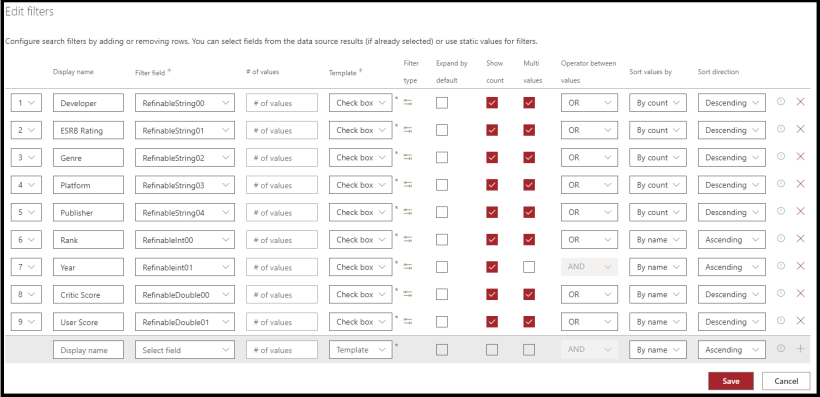 Edit filters
Configure search filters by adding or removing rows. You can select fields from the data source results (if already selected) or use static values for filters.
Display name Filter field * # of values Template * Filter type Expand by default Show count Multi values Operator between values Sort values by Sort direction
1 Developer RefinableString00 # of values Check box * OR By count Descending
2 ESRB Rating RefinableString01 # of values Check box * OR By count Descending
3 Genre RefinableString02 # of values Check box * OR By count Descending
4 Platform RefinableString03 # of values Check box * OR By count Descending
5 Publisher RefinableString04 # of values Check box * OR By count Descending
6 Rank RefinableInt00 # of values Check box * OR By name Ascending
7 Year Refinableint01 # of values Check box * AND By name Ascending
8 Critic Score RefinableDouble00 # of values Check box * OR By name Descending
9 User Score RefinableDouble01 # of values Check box * OR By name Descending
Display name Select field # of values Template * AND By name Ascending
Save Cancel